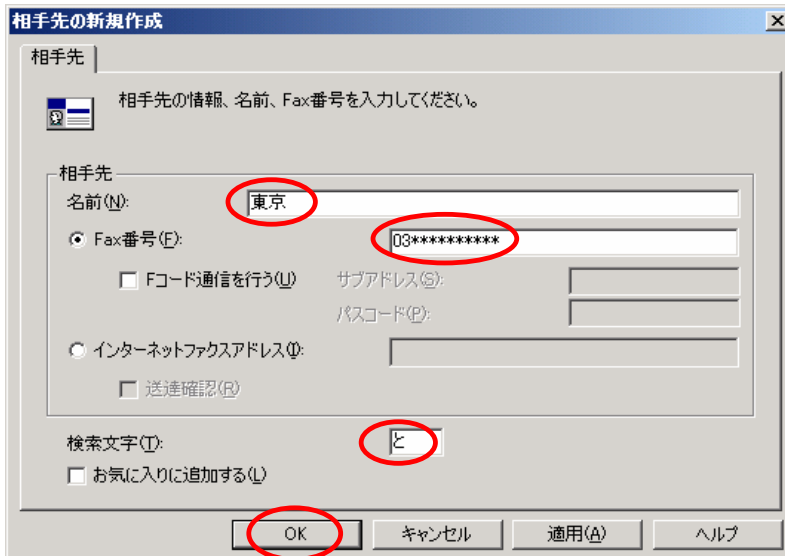 相手先の新規作成
相手先
相手先の情報、名前、Fax番号を入力してください。
相手先
名前(N): 東京
Fax番号(F): 03**********
Fコード通信を行う(U) サブアドレス(S):
パスコード(P):
インターネットファクスアドレス(I):
送達確認(R)
検索文字(T): と
お気に入りに追加する(L)
OK キャンセル 適用(A) ヘルプ